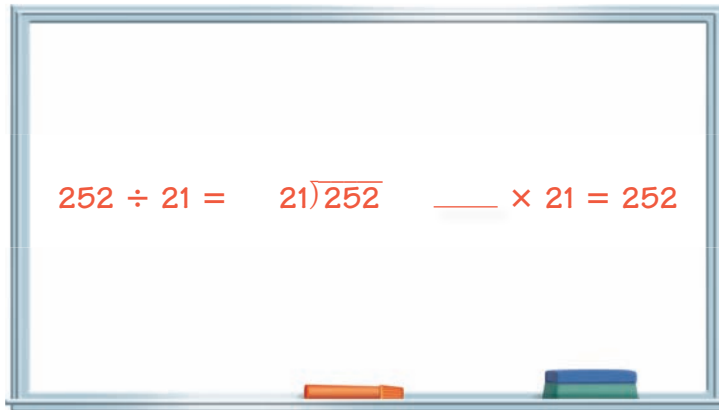 252 ÷ 21 = 21)252 ____ × 21 = 252